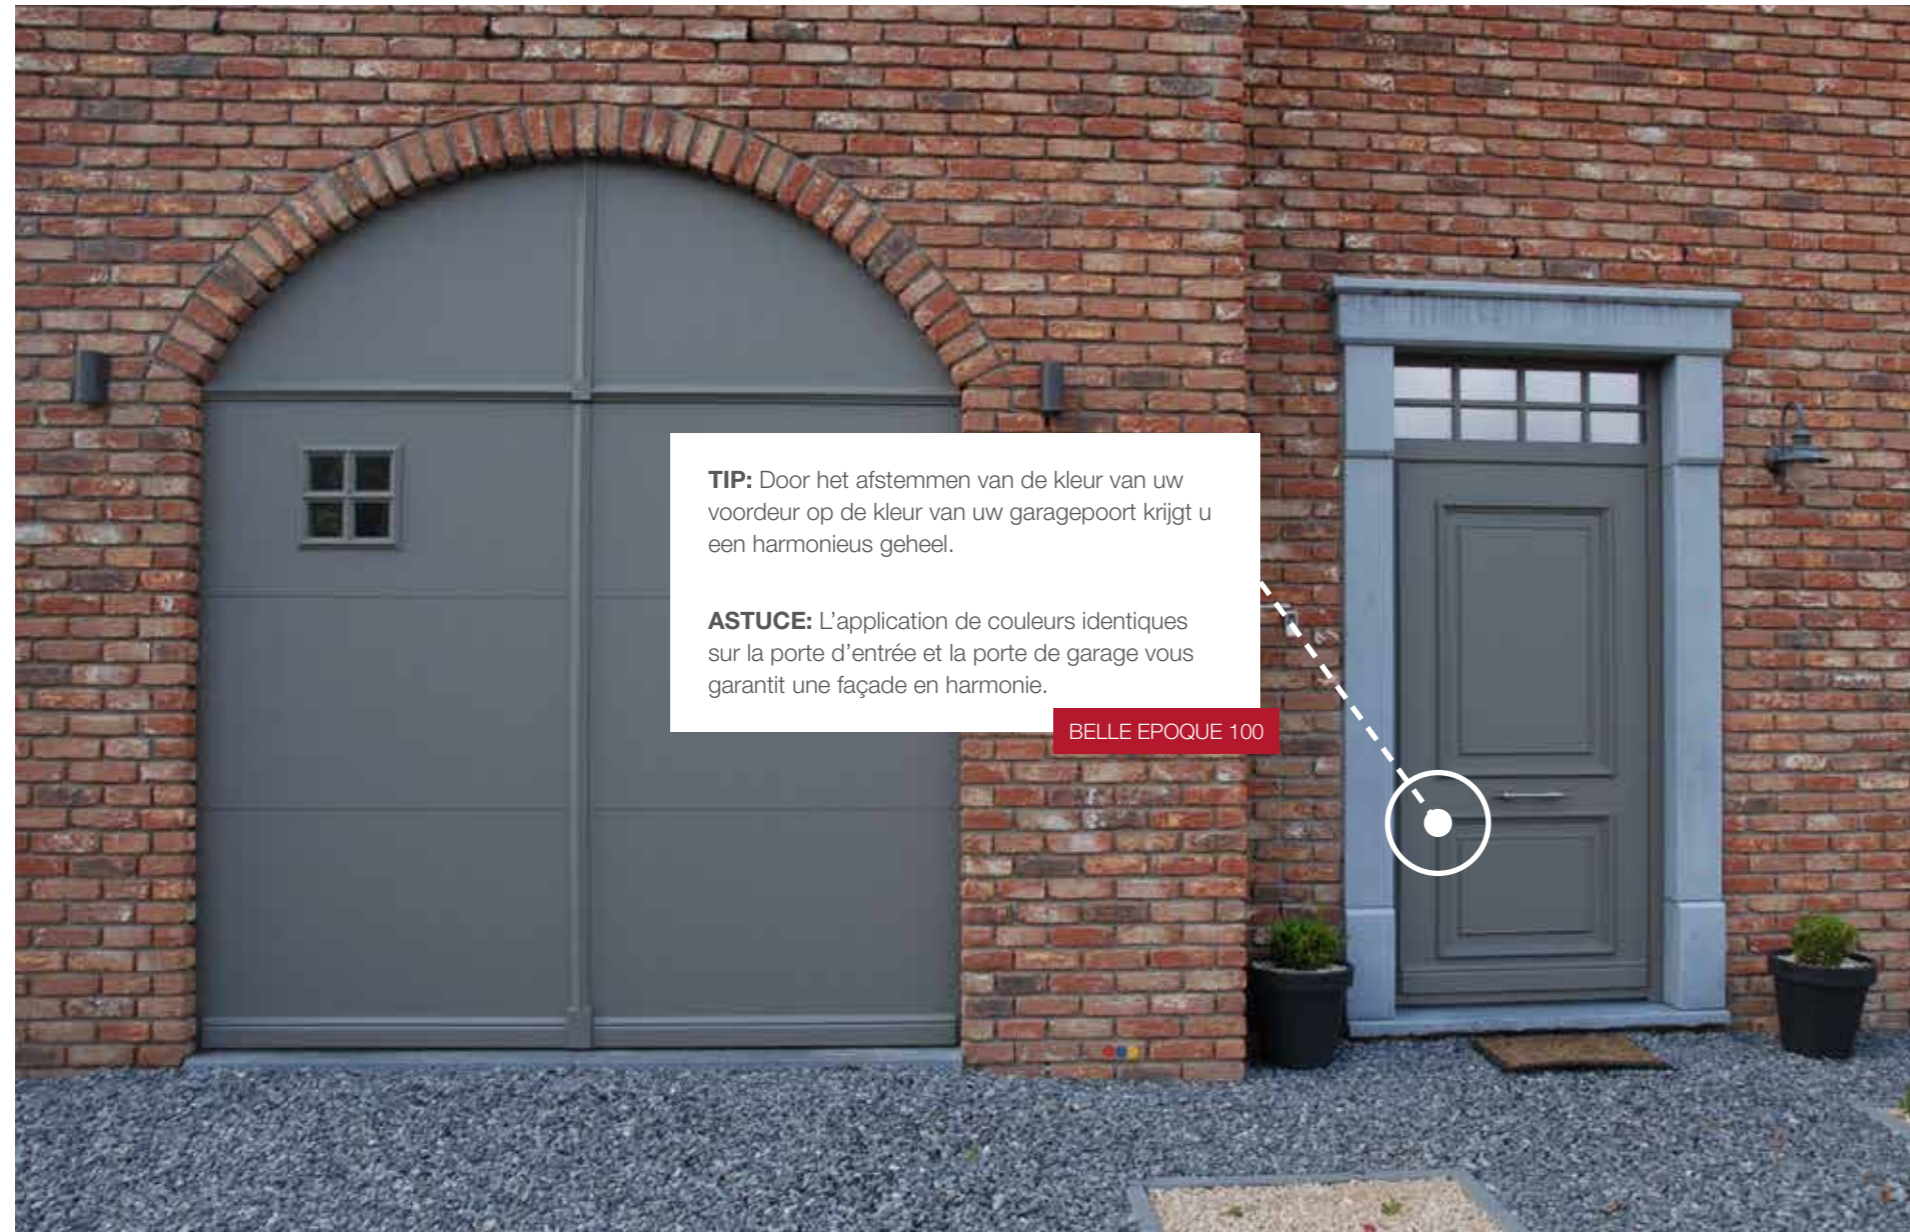 TIP: Door het afstemmen van de kleur van uw
voordeur op de kleur van uw garagepoort krijgt u
een harmonieus geheel.
ASTUCE: L’application de couleurs identiques
sur la porte d’entrée et la porte de garage vous
garantit une façade en harmonie.
BELLE EPOQUE 100